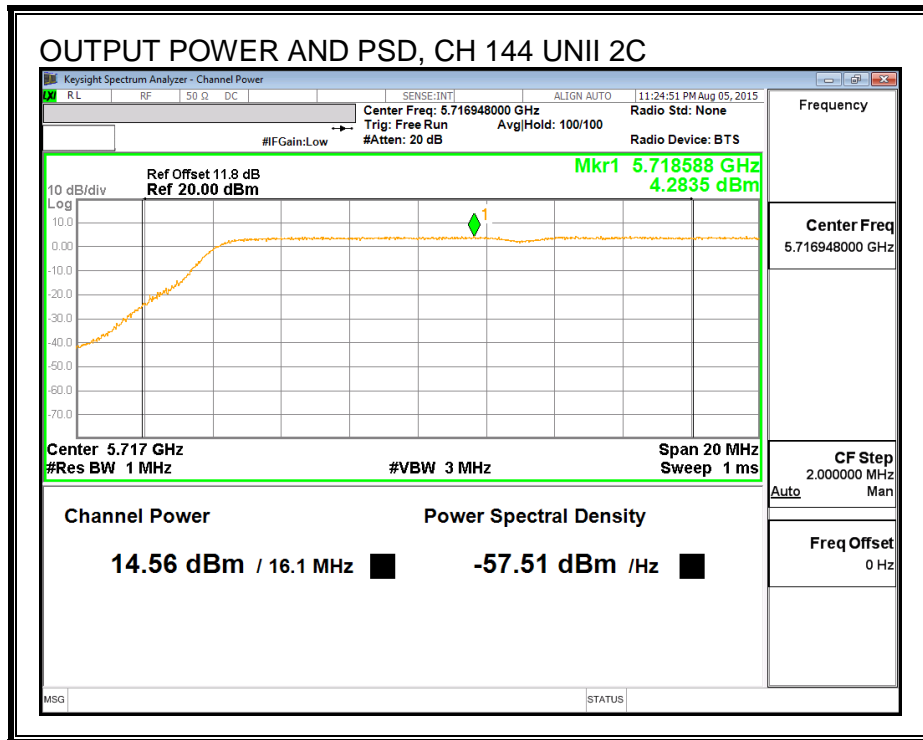 OUTPUT POWER AND PSD, CH 144 UNII 2C
Keysight Spectrum Analyzer - Channel Power
LXI RL RF 50 Ω DC SENSE:INT ALIGN AUTO 11:24:51 PM Aug 05, 2015
Center Freq: 5.716948000 GHz Radio Std: None
Trig: Free Run Avg|Hold: 100/100
#IFGain:Low #Atten: 20 dB Radio Device: BTS
Frequency
Mkr1 5.718588 GHz
4.2835 dBm
Ref Offset 11.8 dB
10 dB/div Ref 20.00 dBm
Log
10.0
0.00
-10.0
-20.0
-30.0
-40.0
-50.0
-60.0
-70.0
1
Center 5.717 GHz Span 20 MHz
#Res BW 1 MHz #VBW 3 MHz Sweep 1 ms
Center Freq
5.716948000 GHz
CF Step
2.000000 MHz
Auto Man
Freq Offset
0 Hz
Channel Power Power Spectral Density
14.56 dBm / 16.1 MHz -57.51 dBm /Hz
MSG STATUS